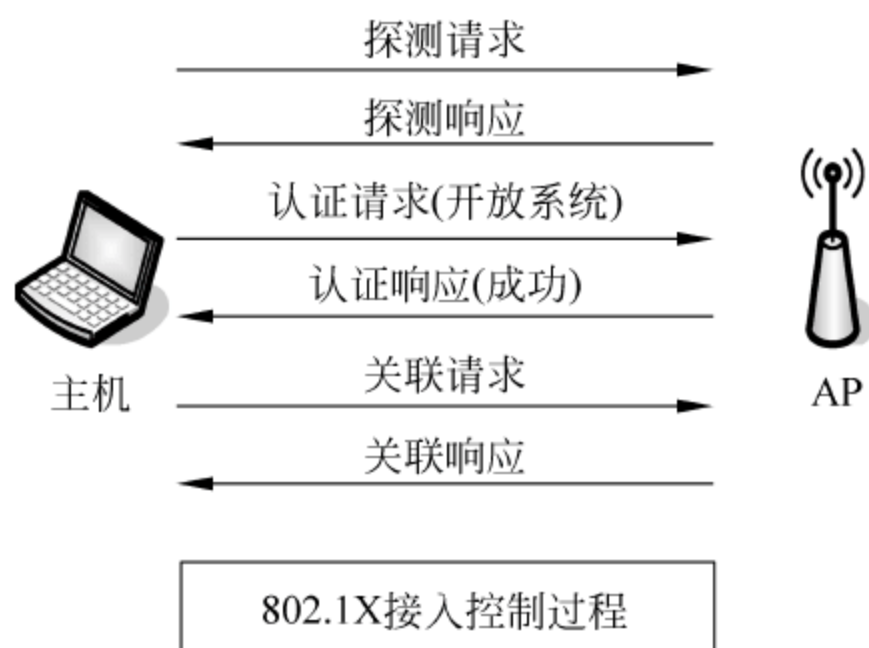 探测请求
探测响应
认证请求(开放系统)
认证响应(成功)
主机
关联请求
AP
关联响应
802.1X接入控制过程